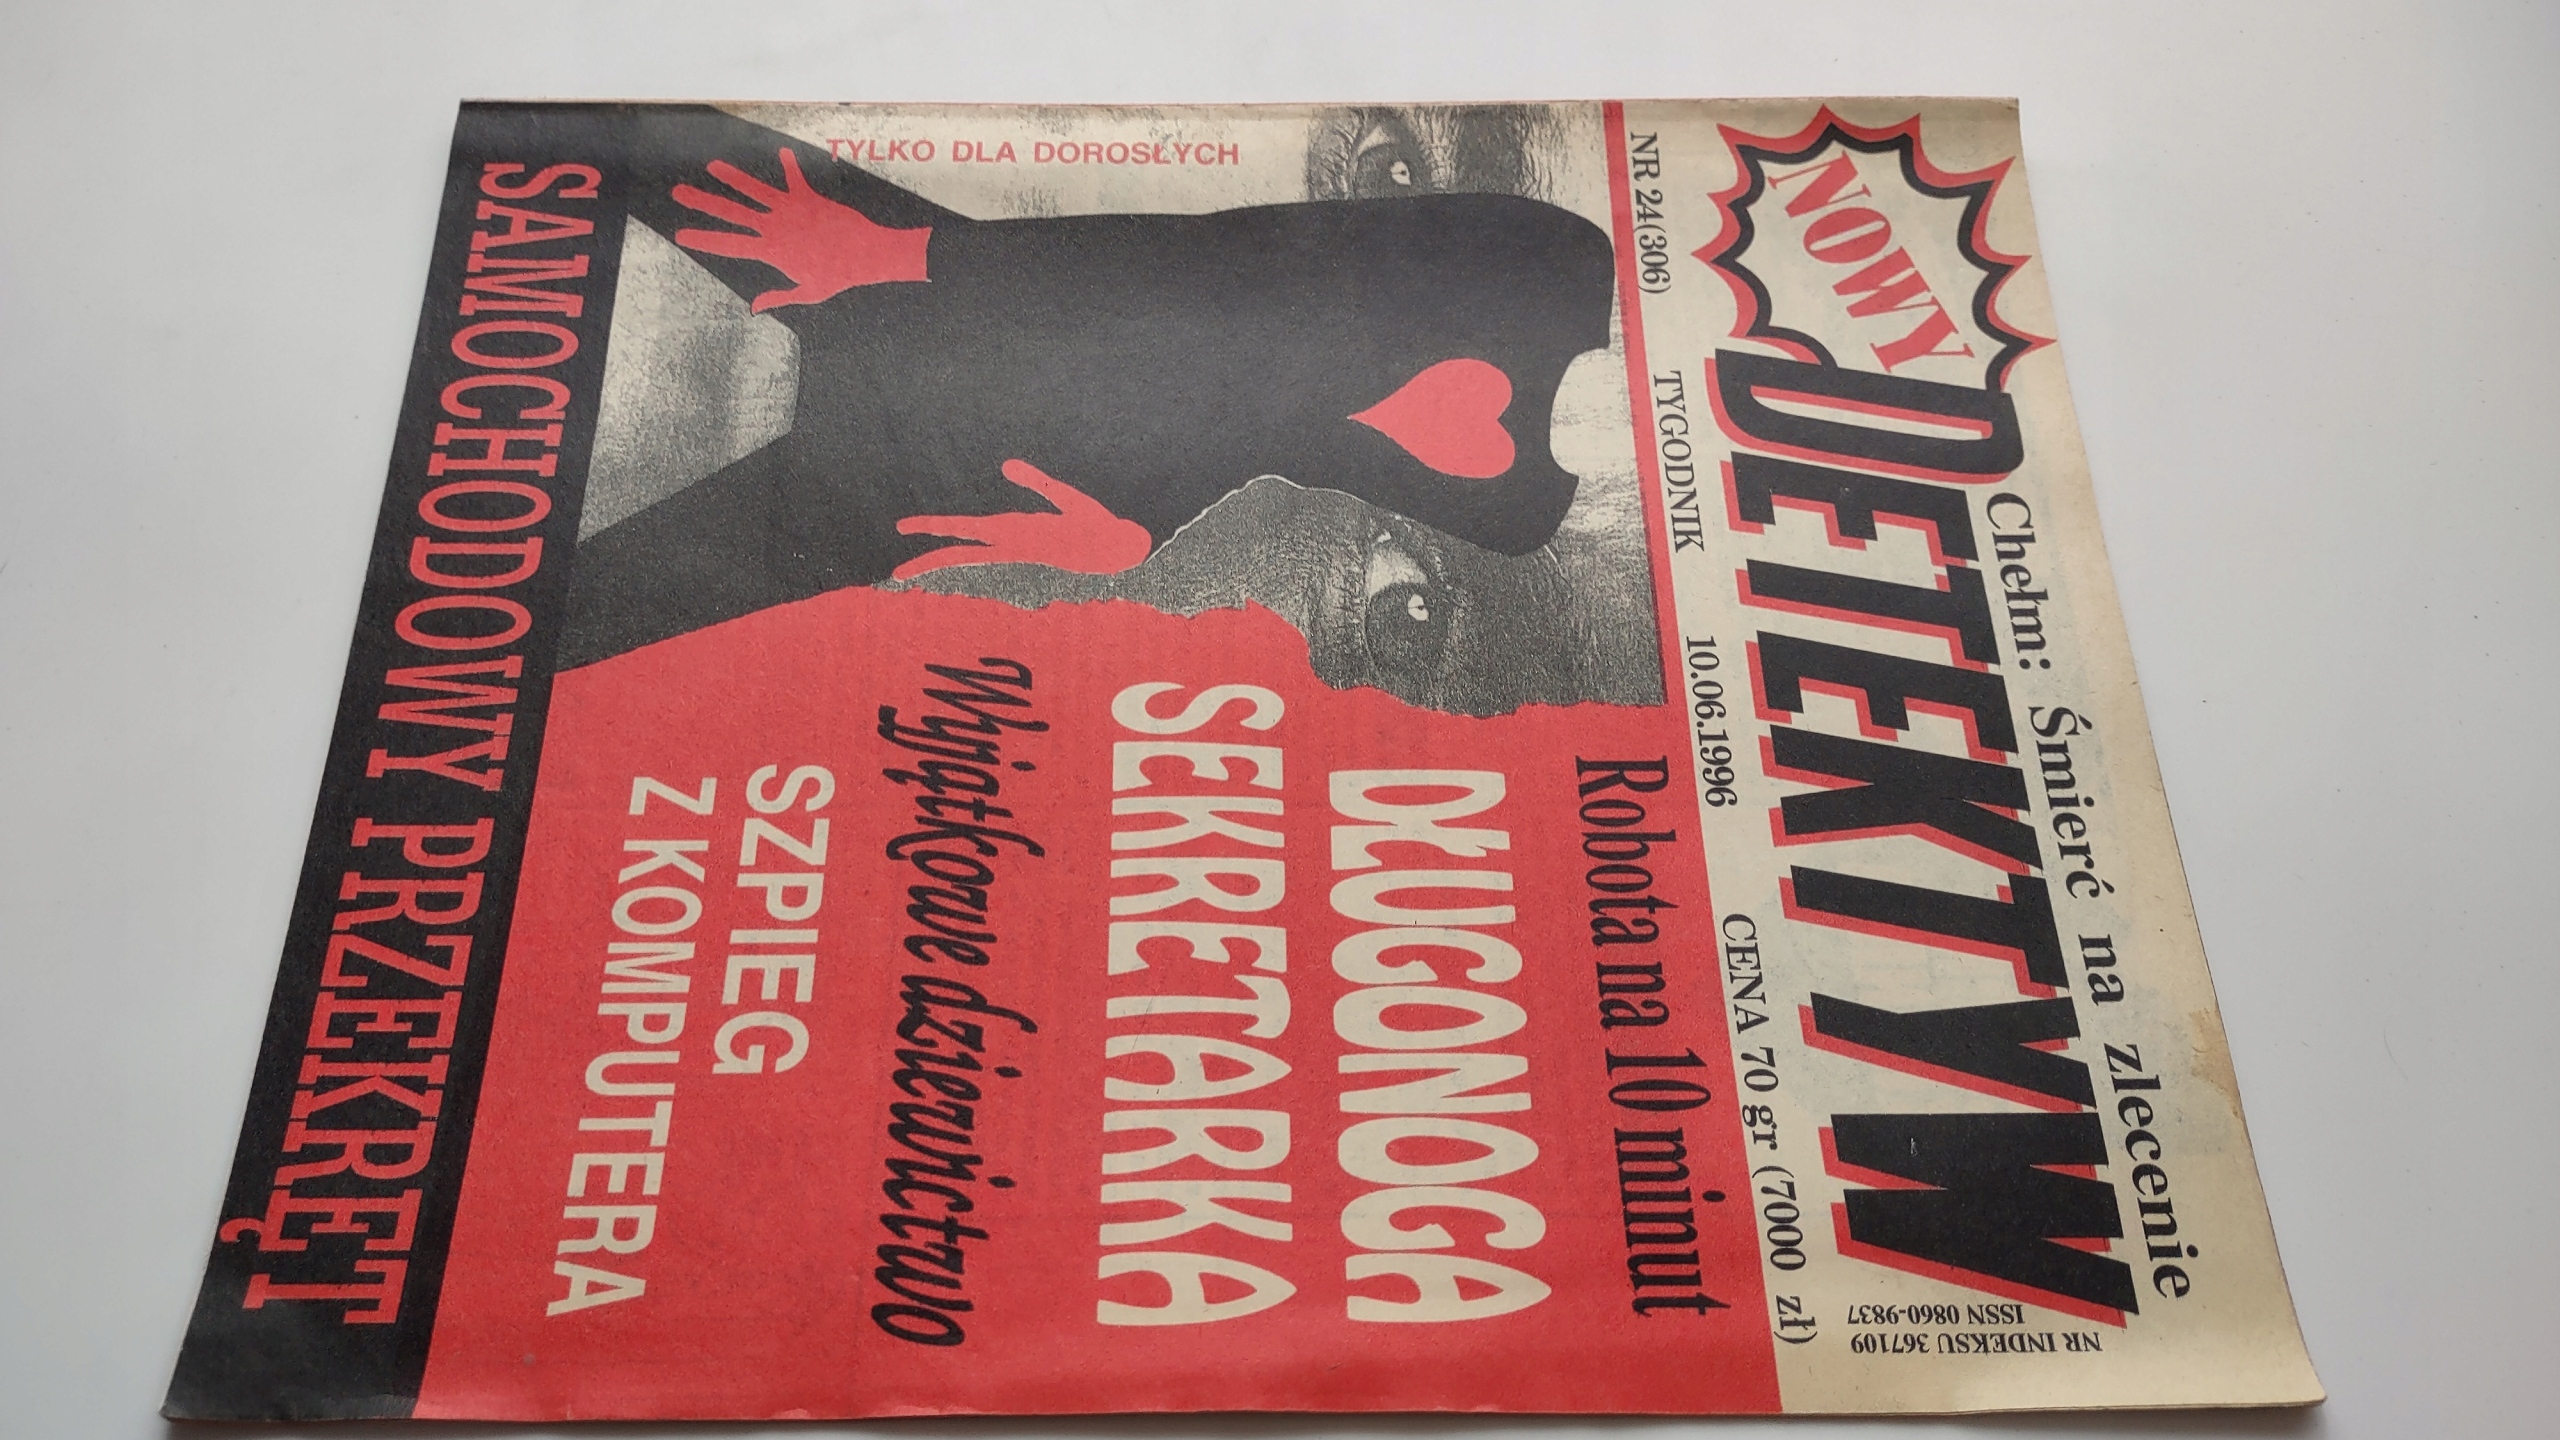 Chełm: Śmierć na zlecenie
NOWY
DETEKTYW
NR INDEKSU 367109
ISSN 0860-9837
NR 24(306) TYGODNIK 10.06.1996 CENA 70 gr (7000 zł)
Robota na 10 minut
DŁUGONOGA
SEKRETARKA
Wyjątkowe dziewictwo
SZPIEG
Z KOMPUTERA
TYLKO DLA DOROSŁYCH
SAMOCHODOWY PRZEKRĘT